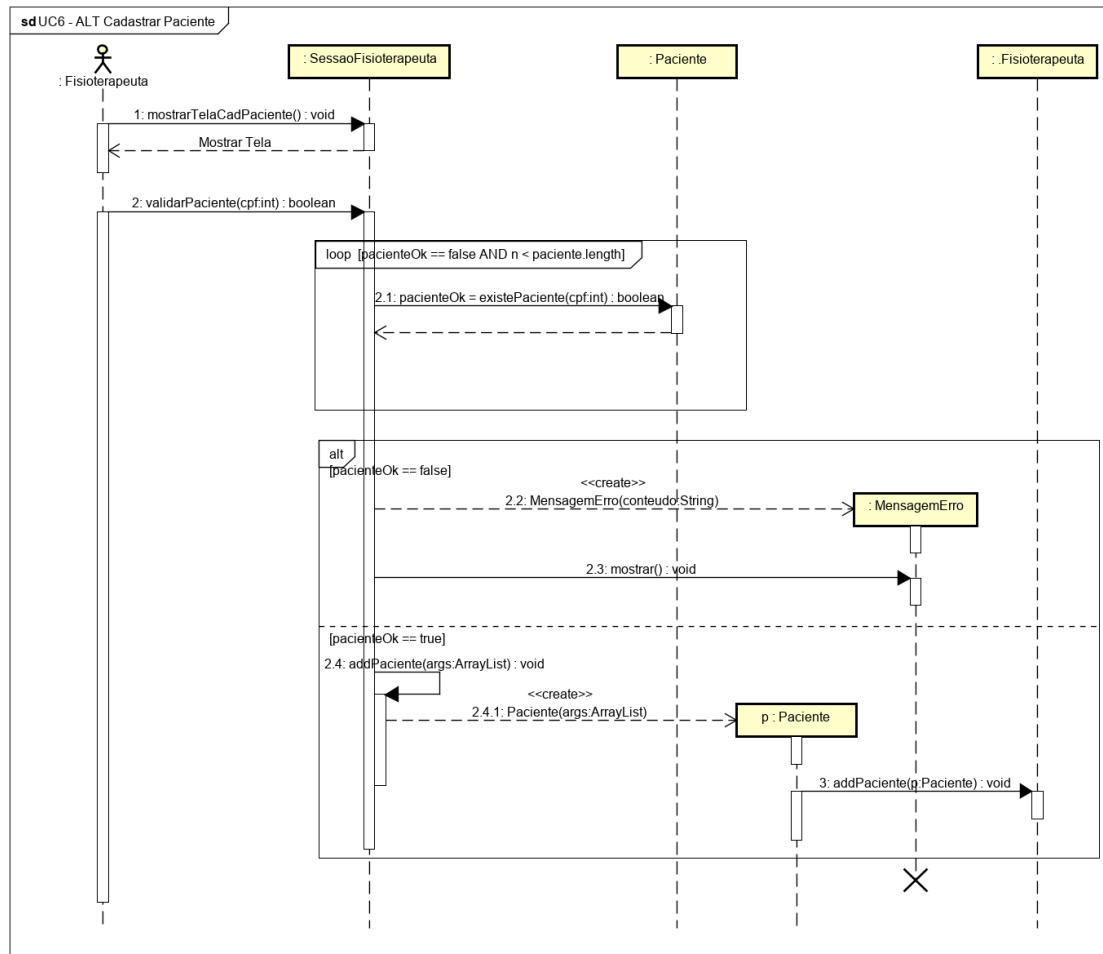 sd UC6 - ALT Cadastrar Paciente
: Fisioterapeuta
: SessaoFisioterapeuta
: Paciente
: .Fisioterapeuta
1: mostrarTelaCadPaciente() : void
Mostrar Tela
2: validarPaciente(cpf:int) : boolean
loop [pacienteOk == false AND n < paciente.length]
2.1: pacienteOk = existePaciente(cpf:int) : boolean
alt
[pacienteOk == false]
<<create>>
2.2: MensagemErro(conteudo:String)
: MensagemErro
2.3: mostrar() : void
[pacienteOk == true]
2.4: addPaciente(args:ArrayList) : void
<<create>>
2.4.1: Paciente(args:ArrayList)
p : Paciente
3: addPaciente(p:Paciente) : void